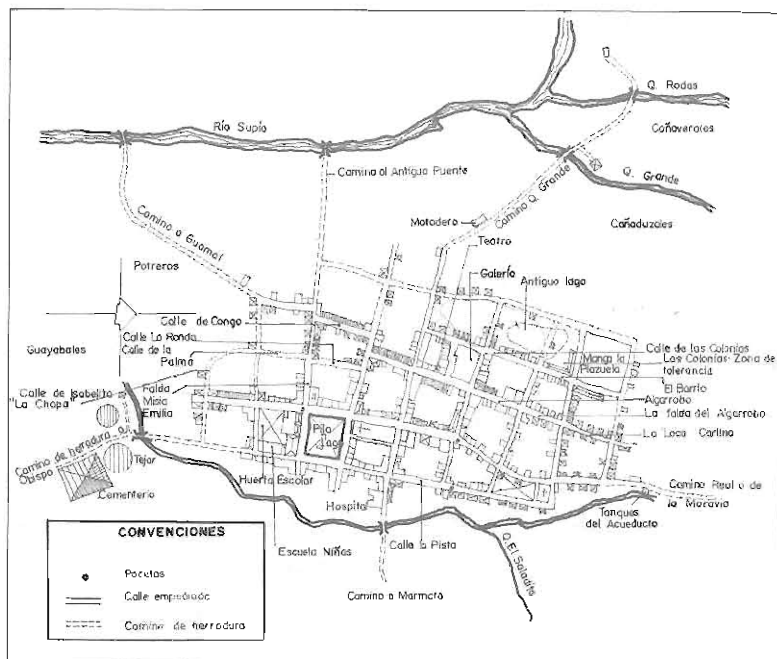 Q. Rodas
Cañaverales
Río Supía
Camino al Antiguo Puente
Q. Grande
Camino Q. Grande
Matadero
Cañaduzales
Teatro
Camino a Guamal
Galería
Antiguo lago
Potreros
Calle de Congo
Calle La Ronda
Calle de la
Palma
Calle de las Colonias
Las Colonias-Zona de
tolerancia
Manga la
Plazuela
Guayabales
El Barrio
Calle de Isabelita
"La Chapa"
Falda
Misia
Emilia
Algarrobo
La falda del Algarrobo
La Loca Carlina
Pila
Camino de herradura
Obispo
Tejar
Cementerio
Huerta Escolar
Hospital
Camino Real o de
la Moravia
Tanques
del Acueducto
Escuela Niñas
Calle la Pista
Q. El Saladito
Camino a Marmato
CONVENCIONES
Pocetas
Calle empedrada
Camino de herradura